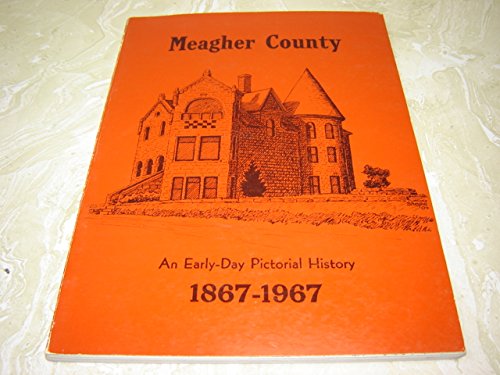 Meagher County
An Early-Day Pictorial History
1867-1967